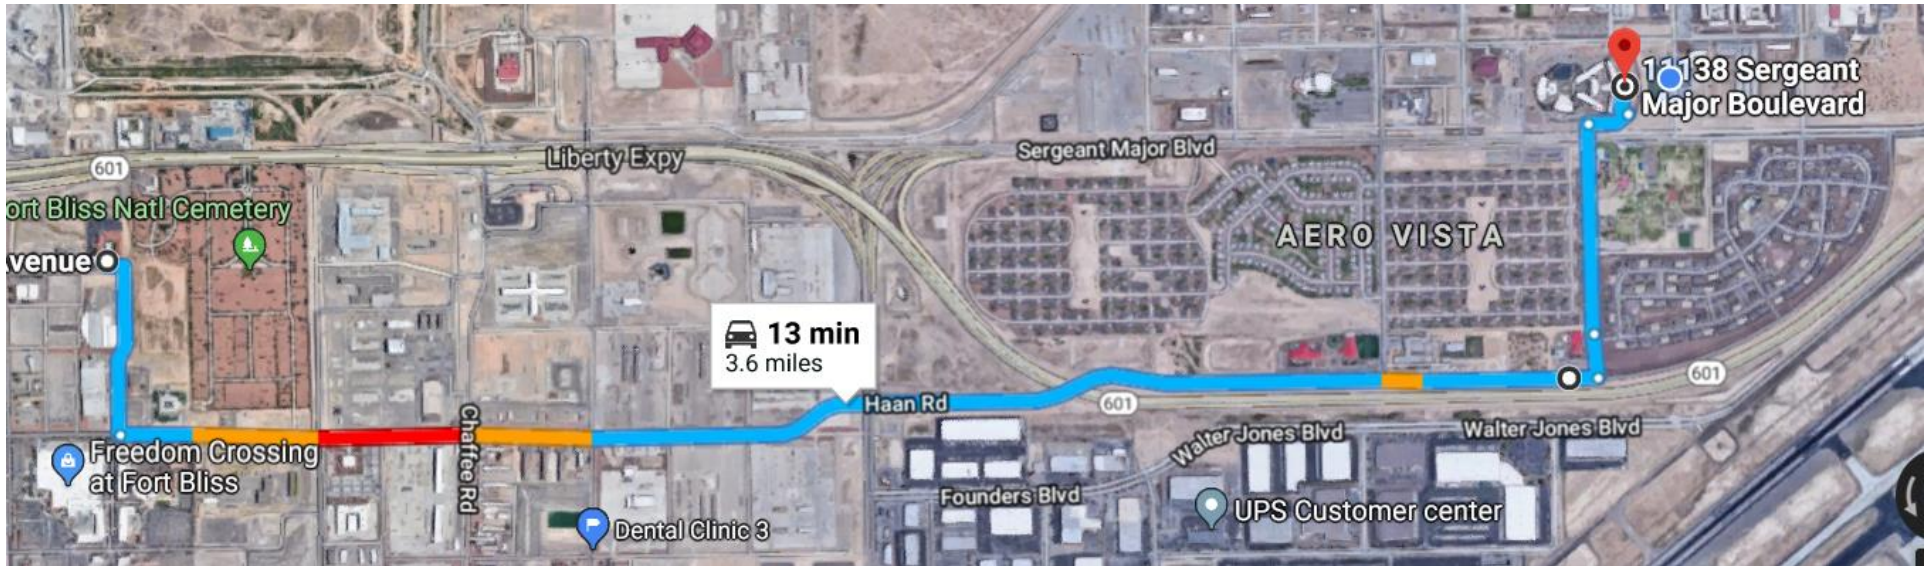 11138 Sergeant
Major Boulevard
601
Liberty Expy
Sergeant Major Blvd
ort Bliss Natl Cemetery
AERO VISTA
venue
13 min
3.6 miles
601
Haan Rd
601
Chaffee Rd
Freedom Crossing
at Fort Bliss
Walter Jones Blvd
Walter Jones Blvd
Founders Blvd
UPS Customer center
Dental Clinic 3